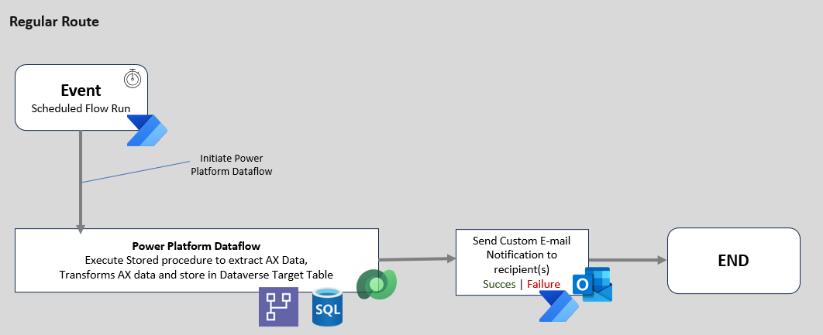 Regular Route
Event
Scheduled Flow Run
Initiate Power
Platform Dataflow
Power Platform Dataflow
Execute Stored procedure to extract AX Data,
Transforms AX data and store in Dataverse Target Table
SQL
Send Custom E-mail
Notification to
recipient(s)
Succes | Failure
O
END